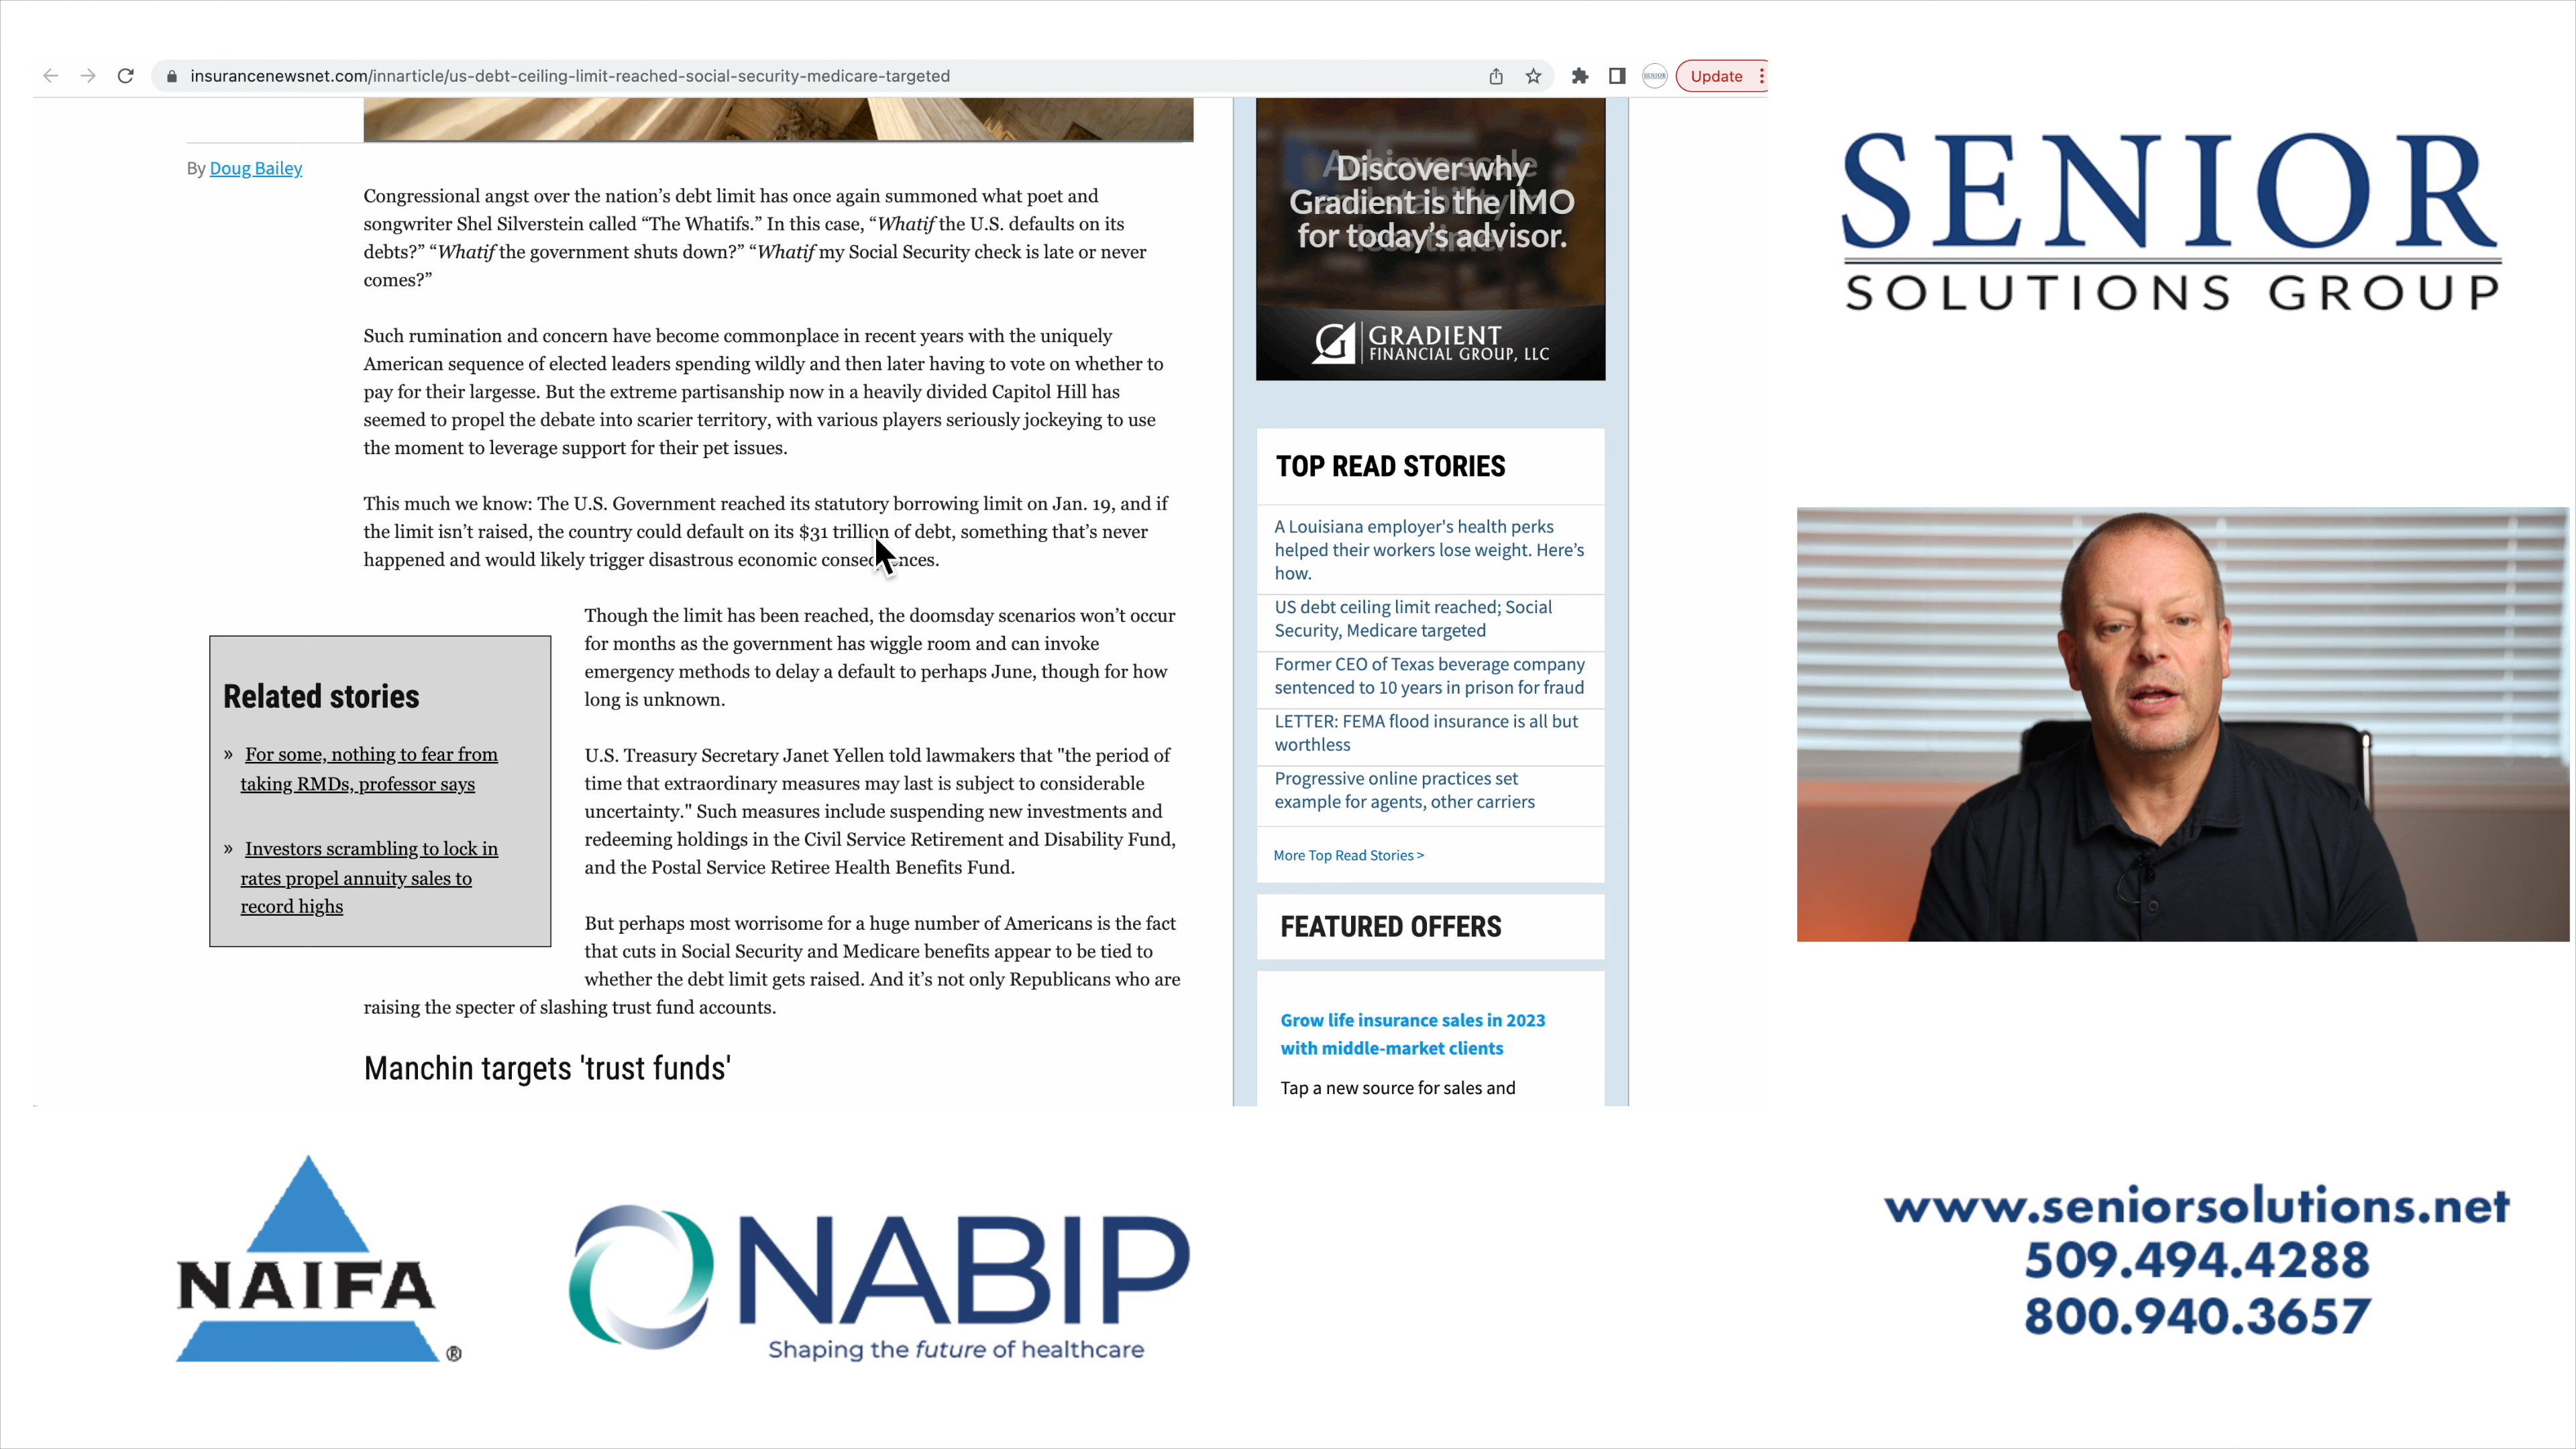 insurancenewsnet.com/innarticle/us-debt-ceiling-limit-reached-social-security-medicare-targeted
Update
By Doug Bailey
Congressional angst over the nation’s debt limit has once again summoned what poet and
songwriter Shel Silverstein called “The Whatifs.” In this case, “Whatif the U.S. defaults on its
debts?” “Whatif the government shuts down?” “Whatif my Social Security check is late or never
comes?”
Such rumination and concern have become commonplace in recent years with the uniquely
American sequence of elected leaders spending wildly and then later having to vote on whether to
pay for their largesse. But the extreme partisanship now in a heavily divided Capitol Hill has
seemed to propel the debate into scarier territory, with various players seriously jockeying to use
the moment to leverage support for their pet issues.
This much we know: The U.S. Government reached its statutory borrowing limit on Jan. 19, and if
the limit isn’t raised, the country could default on its $31 trillion of debt, something that’s never
happened and would likely trigger disastrous economic consequences.
Though the limit has been reached, the doomsday scenarios won’t occur
for months as the government has wiggle room and can invoke
emergency methods to delay a default to perhaps June, though for how
long is unknown.
U.S. Treasury Secretary Janet Yellen told lawmakers that "the period of
time that extraordinary measures may last is subject to considerable
uncertainty." Such measures include suspending new investments and
redeeming holdings in the Civil Service Retirement and Disability Fund,
and the Postal Service Retiree Health Benefits Fund.
But perhaps most worrisome for a huge number of Americans is the fact
that cuts in Social Security and Medicare benefits appear to be tied to
whether the debt limit gets raised. And it’s not only Republicans who are
raising the specter of slashing trust fund accounts.
Manchin targets 'trust funds'
Related stories
» For some, nothing to fear from
taking RMDs, professor says
» Investors scrambling to lock in
rates propel annuity sales to
record highs
Discover why
Gradient is the IMO
for today’s advisor.
GRADIENT
FINANCIAL GROUP, LLC
TOP READ STORIES
A Louisiana employer's health perks
helped their workers lose weight. Here’s
how.
US debt ceiling limit reached; Social
Security, Medicare targeted
Former CEO of Texas beverage company
sentenced to 10 years in prison for fraud
LETTER: FEMA flood insurance is all but
worthless
Progressive online practices set
example for agents, other carriers
More Top Read Stories >
FEATURED OFFERS
Grow life insurance sales in 2023
with middle-market clients
Tap a new source for sales and
SENIOR
SOLUTIONS GROUP
NAIFA
®
NABIP
Shaping the future of healthcare
www.seniorsolutions.net
509.494.4288
800.940.3657